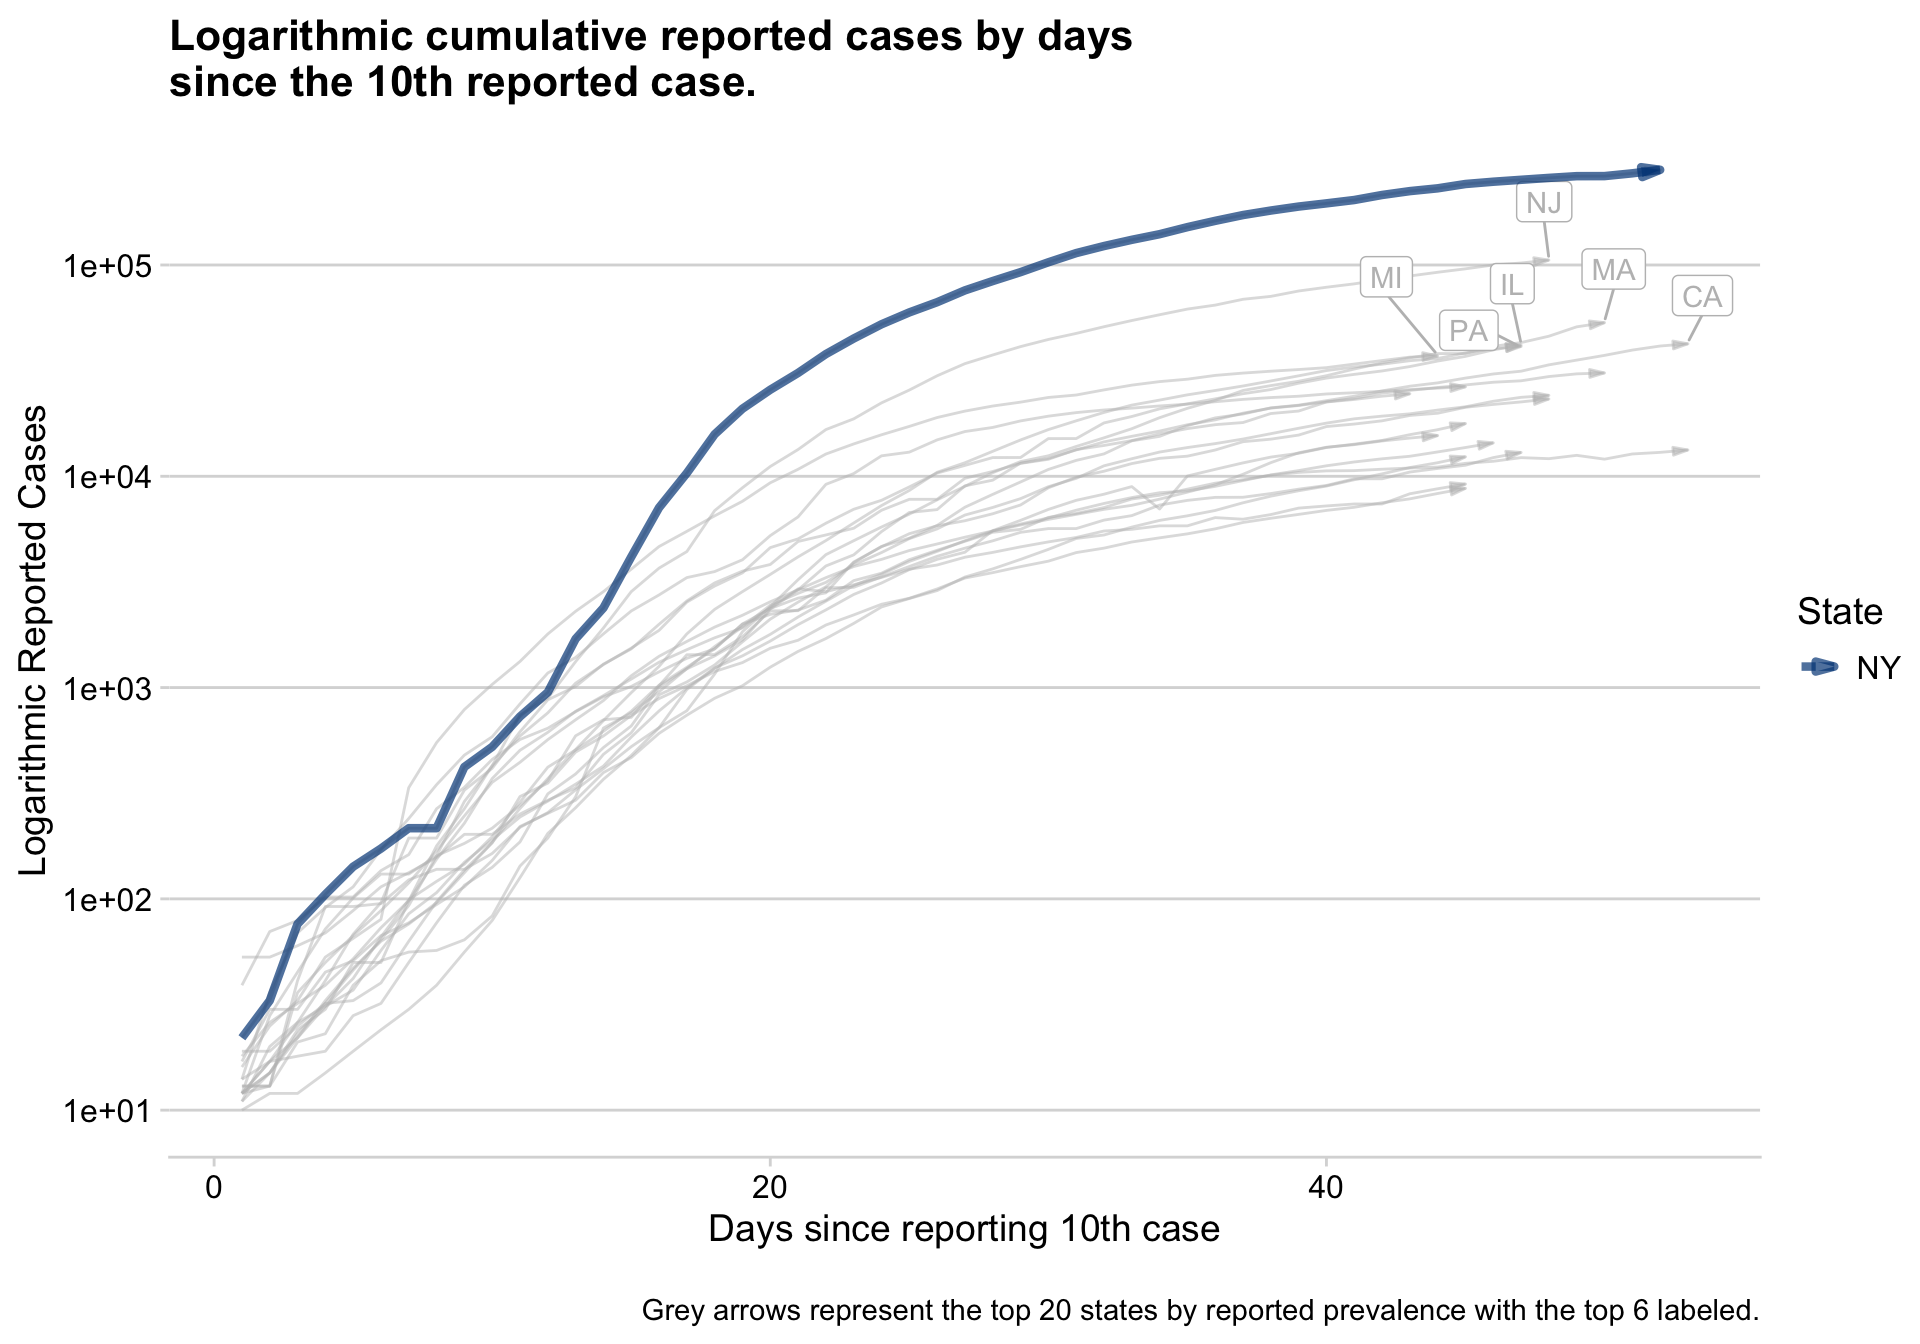 Logarithmic cumulative reported cases by days
since the 10th reported case.
NJ
MA
MI
IL
CA
PA
1e+05
1e+04
1e+03
1e+02
1e+01
Logarithmic Reported Cases
State
NY
0
20
40
Days since reporting 10th case
Grey arrows represent the top 20 states by reported prevalence with the top 6 labeled.